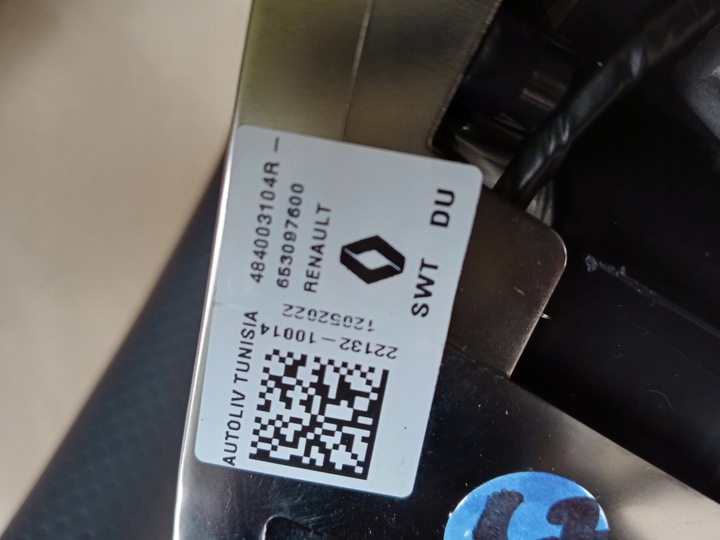 484003104R -
653097600
RENAULT
SWT DU
AUTOLIV TUNISIA
22132-10014
12052022